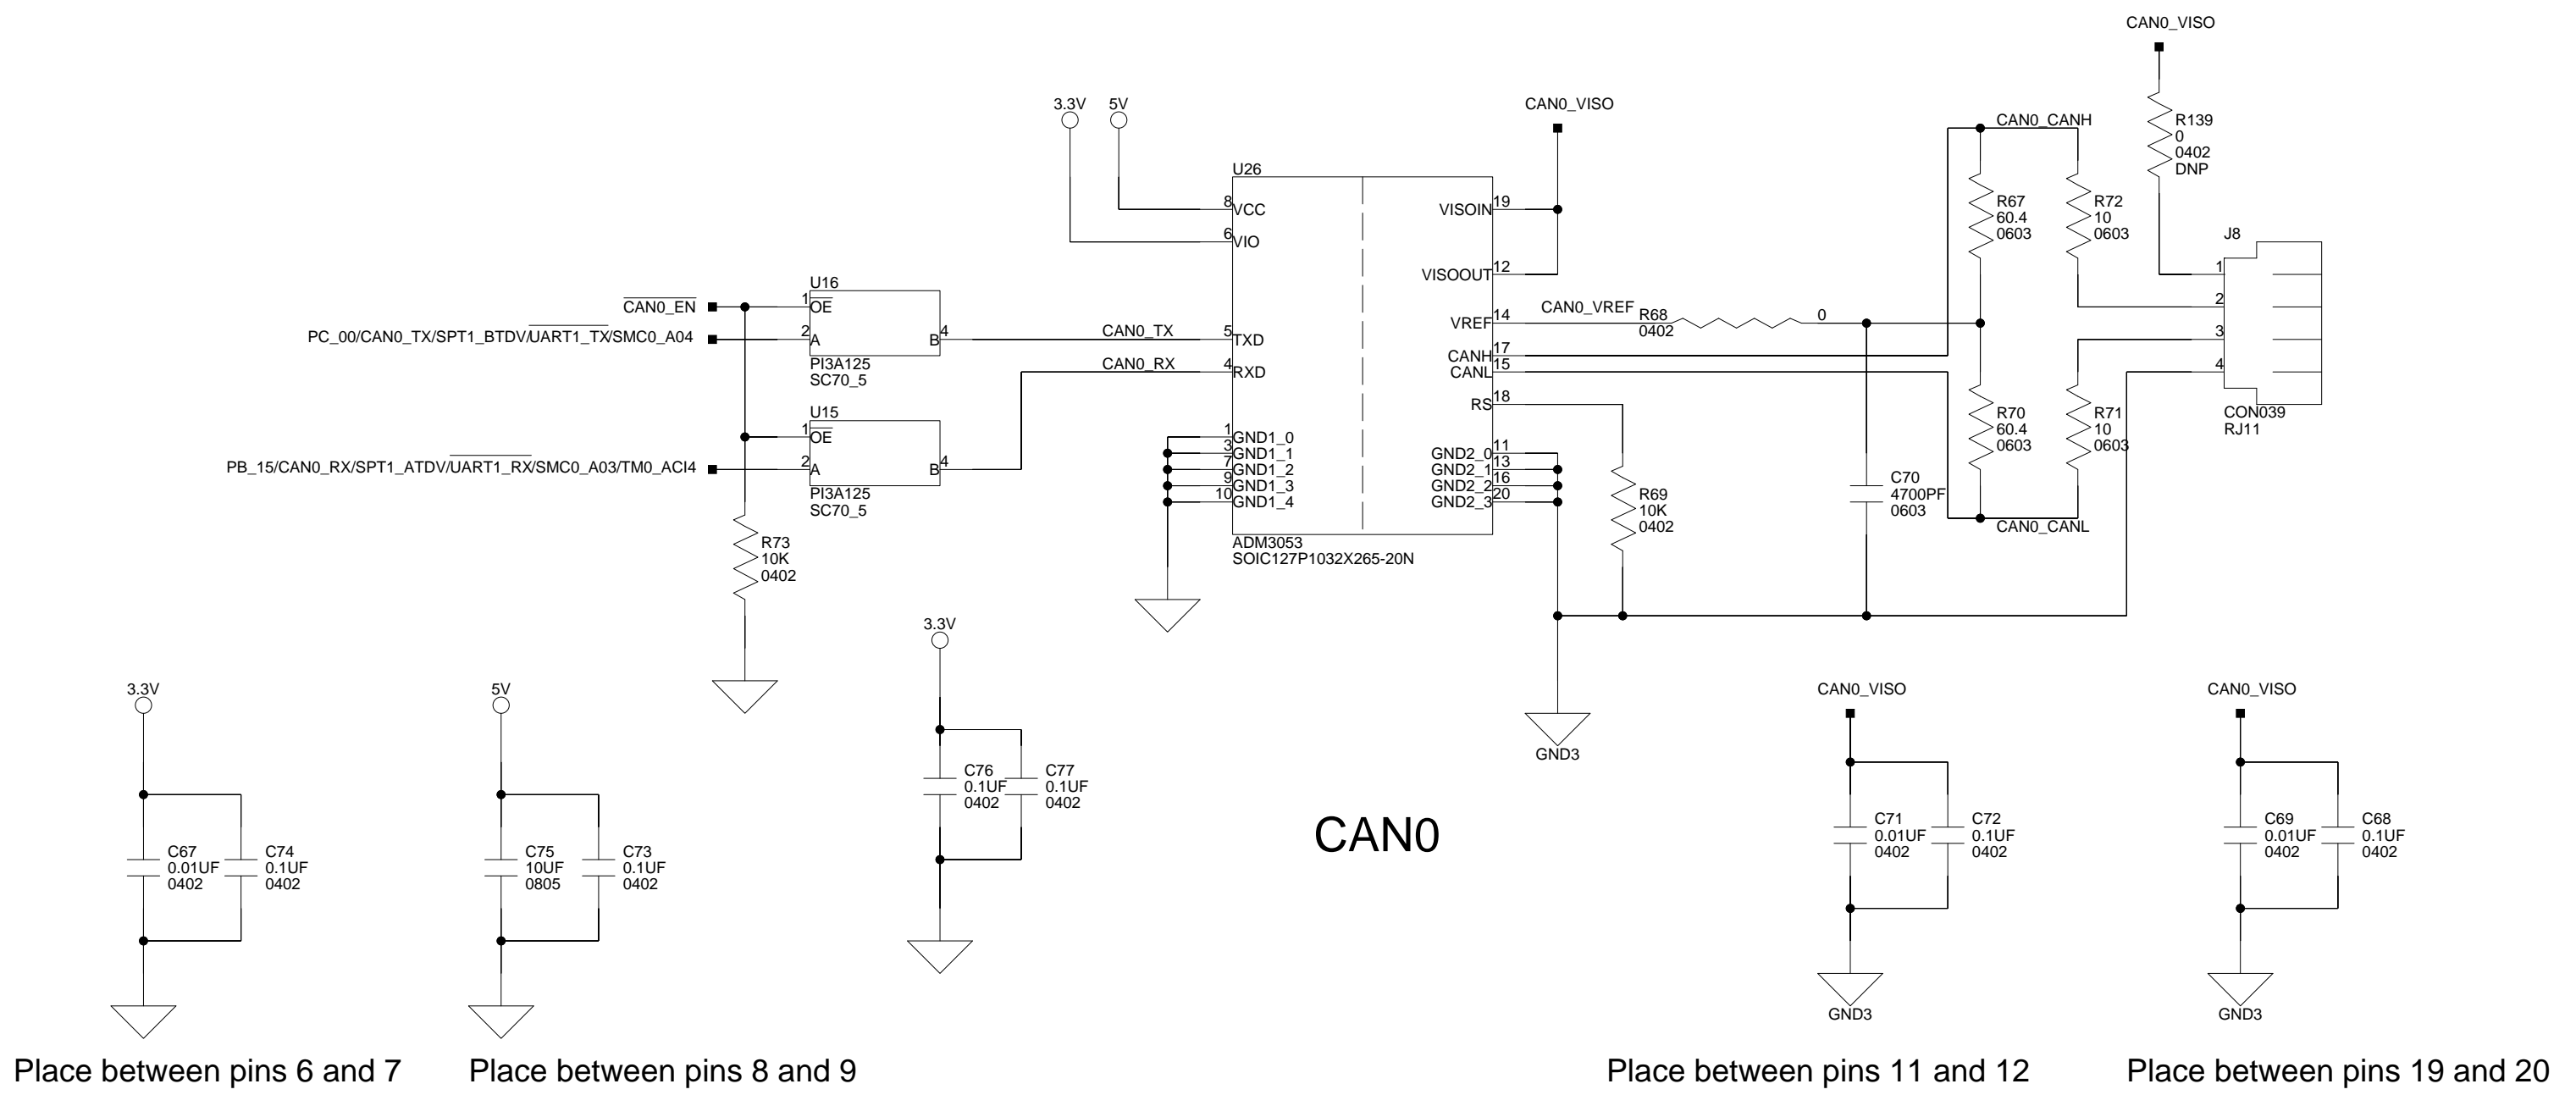 CAN0_VISO
3.3V
5V
CAN0_VISO
CAN0_CANH
R139
0
0402
DNP
U26
8
VCC
6
VIO
5
TXD
4
RXD
1
GND1_0
3
GND1_1
7
GND1_2
9
GND1_3
10
GND1_4
VISOIN
19
VISOOUT
12
VREF
14
CANH
17
CANL
15
RS
18
GND2_0
11
GND2_1
13
GND2_2
16
GND2_3
20
ADM3053
SOIC127P1032X265-20N
R67
60.4
0603
R72
10
0603
J8
1
2
3
4
CON039
RJ11
U16
1
OE
2
A
B
4
PI3A125
SC70_5
CAN0_EN
PC_00/CAN0_TX/SPT1_BTDV/UART1_TX/SMC0_A04
CAN0_TX
CAN0_RX
CAN0_VREF
R68
0402
0
U15
1
OE
2
A
B
4
PI3A125
SC70_5
PB_15/CAN0_RX/SPT1_ATDV/UART1_RX/SMC0_A03/TM0_ACI4
R70
60.4
0603
R71
10
0603
CAN0_CANL
C70
4700PF
0603
R69
10K
0402
R73
10K
0402
GND3
3.3V
C67
0.01UF
0402
C74
0.1UF
0402
Place between pins 6 and 7
5V
C75
10UF
0805
C73
0.1UF
0402
Place between pins 8 and 9
3.3V
C76
0.1UF
0402
C77
0.1UF
0402
CAN0
CAN0_VISO
C71
0.01UF
0402
C72
0.1UF
0402
GND3
Place between pins 11 and 12
CAN0_VISO
C69
0.01UF
0402
C68
0.1UF
0402
GND3
Place between pins 19 and 20